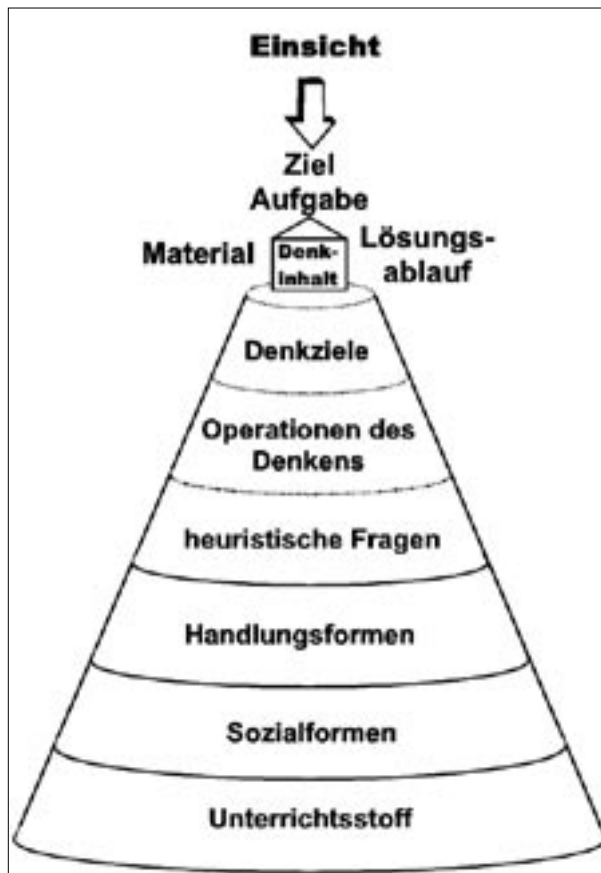 Einsicht
Ziel
Aufgabe
Material
Denk-
inhalt
Lösungs-
ablauf
Denkziele
Operationen des
Denkens
heuristische Fragen
Handlungsformen
Sozialformen
Unterrichtsstoff